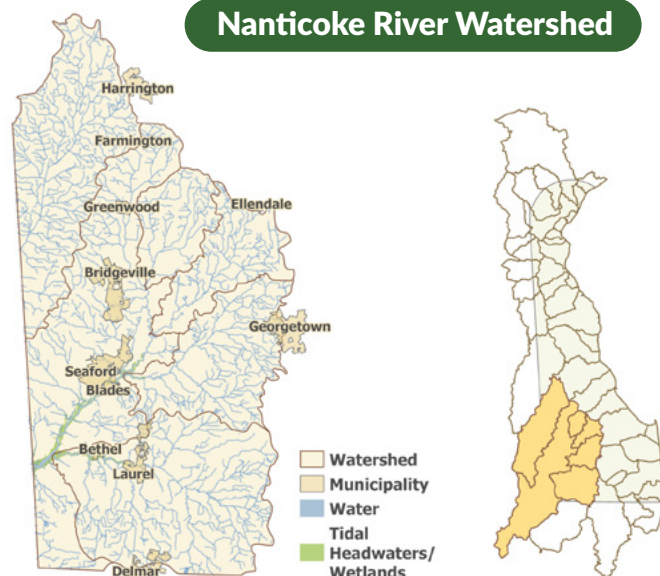 Nanticoke River Watershed
Harrington
Farmington
Greenwood
Ellendale
Bridgeville
Georgetown
Seaford
Blades
Bethel
Laurel
Delmar
Watershed
Municipality
Water
Tidal
Headwaters/
Wetlands